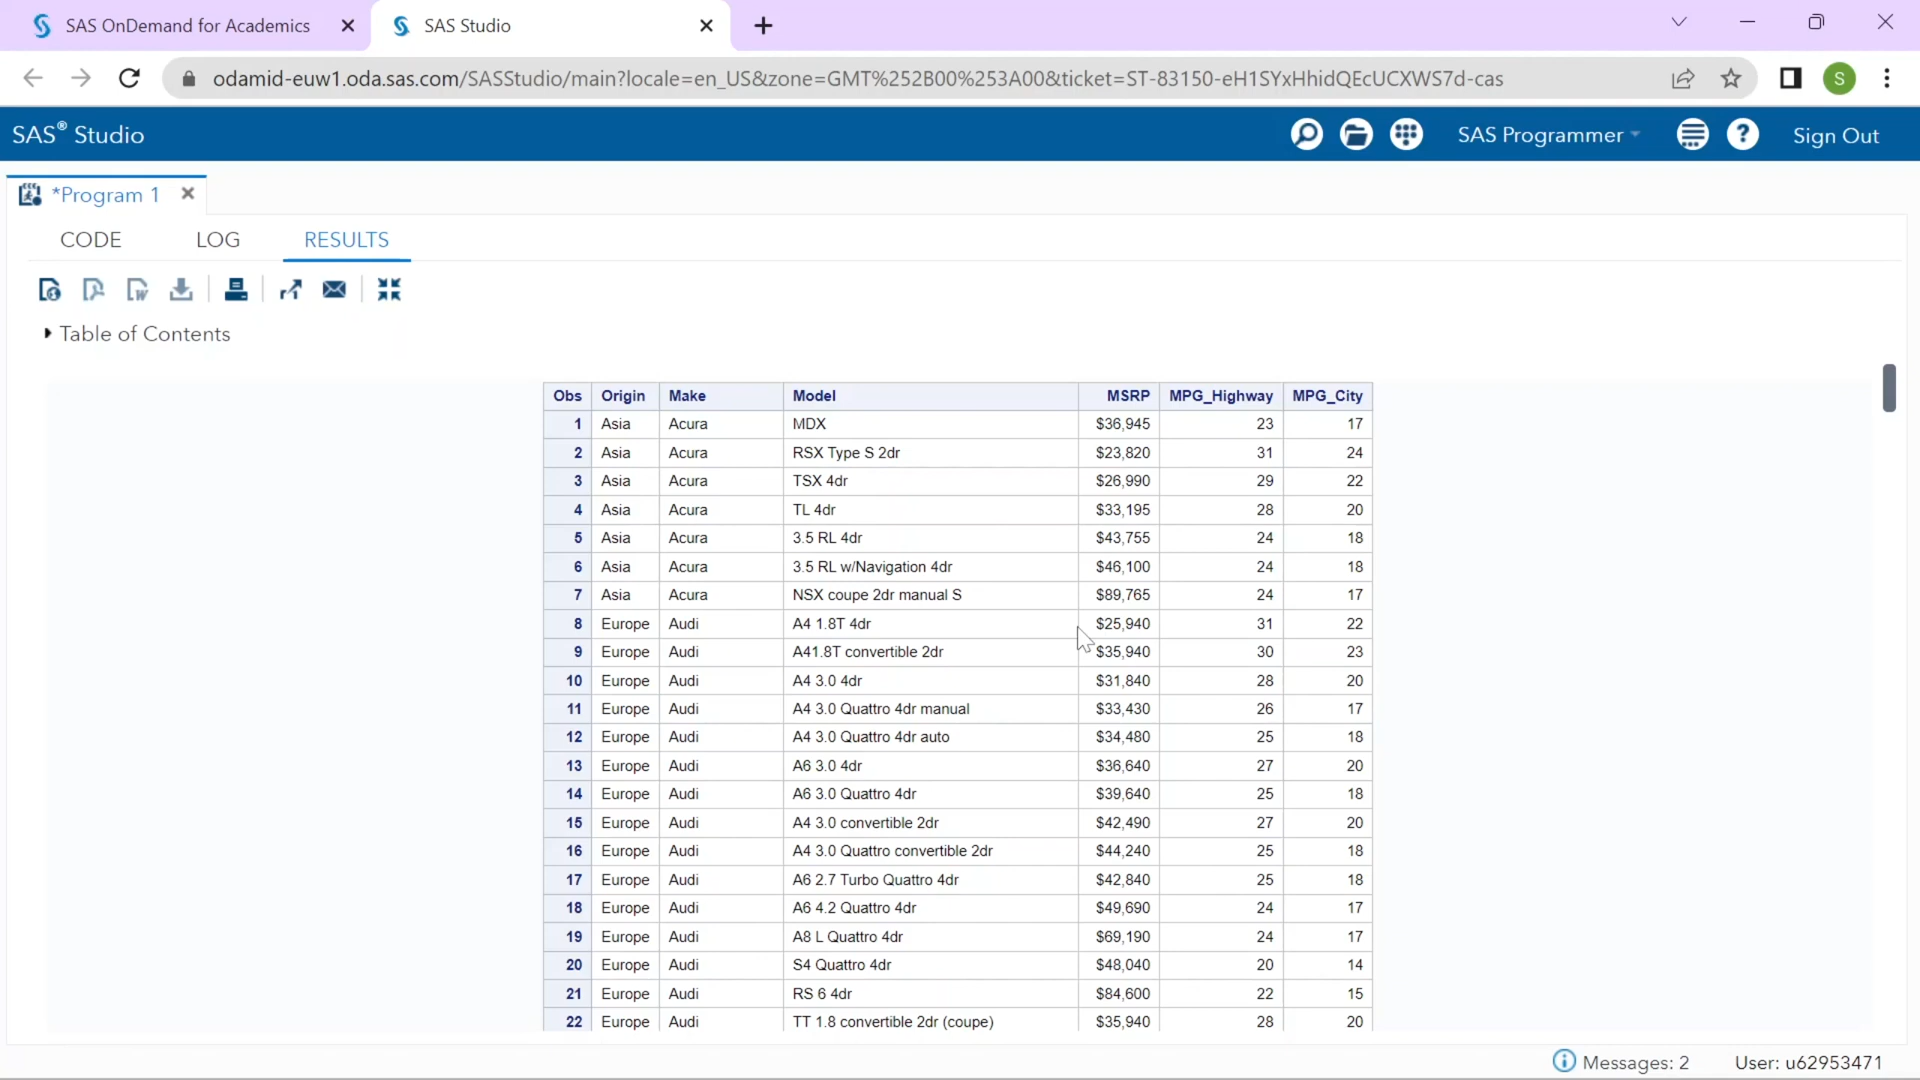 SAS OnDemand for Academics
SAS Studio
odamid-euw1.oda.sas.com/SASStudio/main?locale=en_US&zone=GMT%252B00%253A00&ticket=ST-83150-eH1SYxHhidQEcUCXWS7d-cas
S
SAS® Studio
SAS Programmer
?
Sign Out
*Program 1
CODE LOG RESULTS
Table of Contents
Obs Origin Make Model MSRP MPG_Highway MPG_City
1 Asia Acura MDX $36,945 23 17
2 Asia Acura RSX Type S 2dr $23,820 31 24
3 Asia Acura TSX 4dr $26,990 29 22
4 Asia Acura TL 4dr $33,195 28 20
5 Asia Acura 3.5 RL 4dr $43,755 24 18
6 Asia Acura 3.5 RL w/Navigation 4dr $46,100 24 18
7 Asia Acura NSX coupe 2dr manual S $89,765 24 17
8 Europe Audi A4 1.8T 4dr $25,940 31 22
9 Europe Audi A41.8T convertible 2dr $35,940 30 23
10 Europe Audi A4 3.0 4dr $31,840 28 20
11 Europe Audi A4 3.0 Quattro 4dr manual $33,430 26 17
12 Europe Audi A4 3.0 Quattro 4dr auto $34,480 25 18
13 Europe Audi A6 3.0 4dr $36,640 27 20
14 Europe Audi A6 3.0 Quattro 4dr $39,640 25 18
15 Europe Audi A4 3.0 convertible 2dr $42,490 27 20
16 Europe Audi A4 3.0 Quattro convertible 2dr $44,240 25 18
17 Europe Audi A6 2.7 Turbo Quattro 4dr $42,840 25 18
18 Europe Audi A6 4.2 Quattro 4dr $49,690 24 17
19 Europe Audi A8 L Quattro 4dr $69,190 24 17
20 Europe Audi S4 Quattro 4dr $48,040 20 14
21 Europe Audi RS 6 4dr $84,600 22 15
22 Europe Audi TT 1.8 convertible 2dr (coupe) $35,940 28 20
Messages: 2 User: u62953471